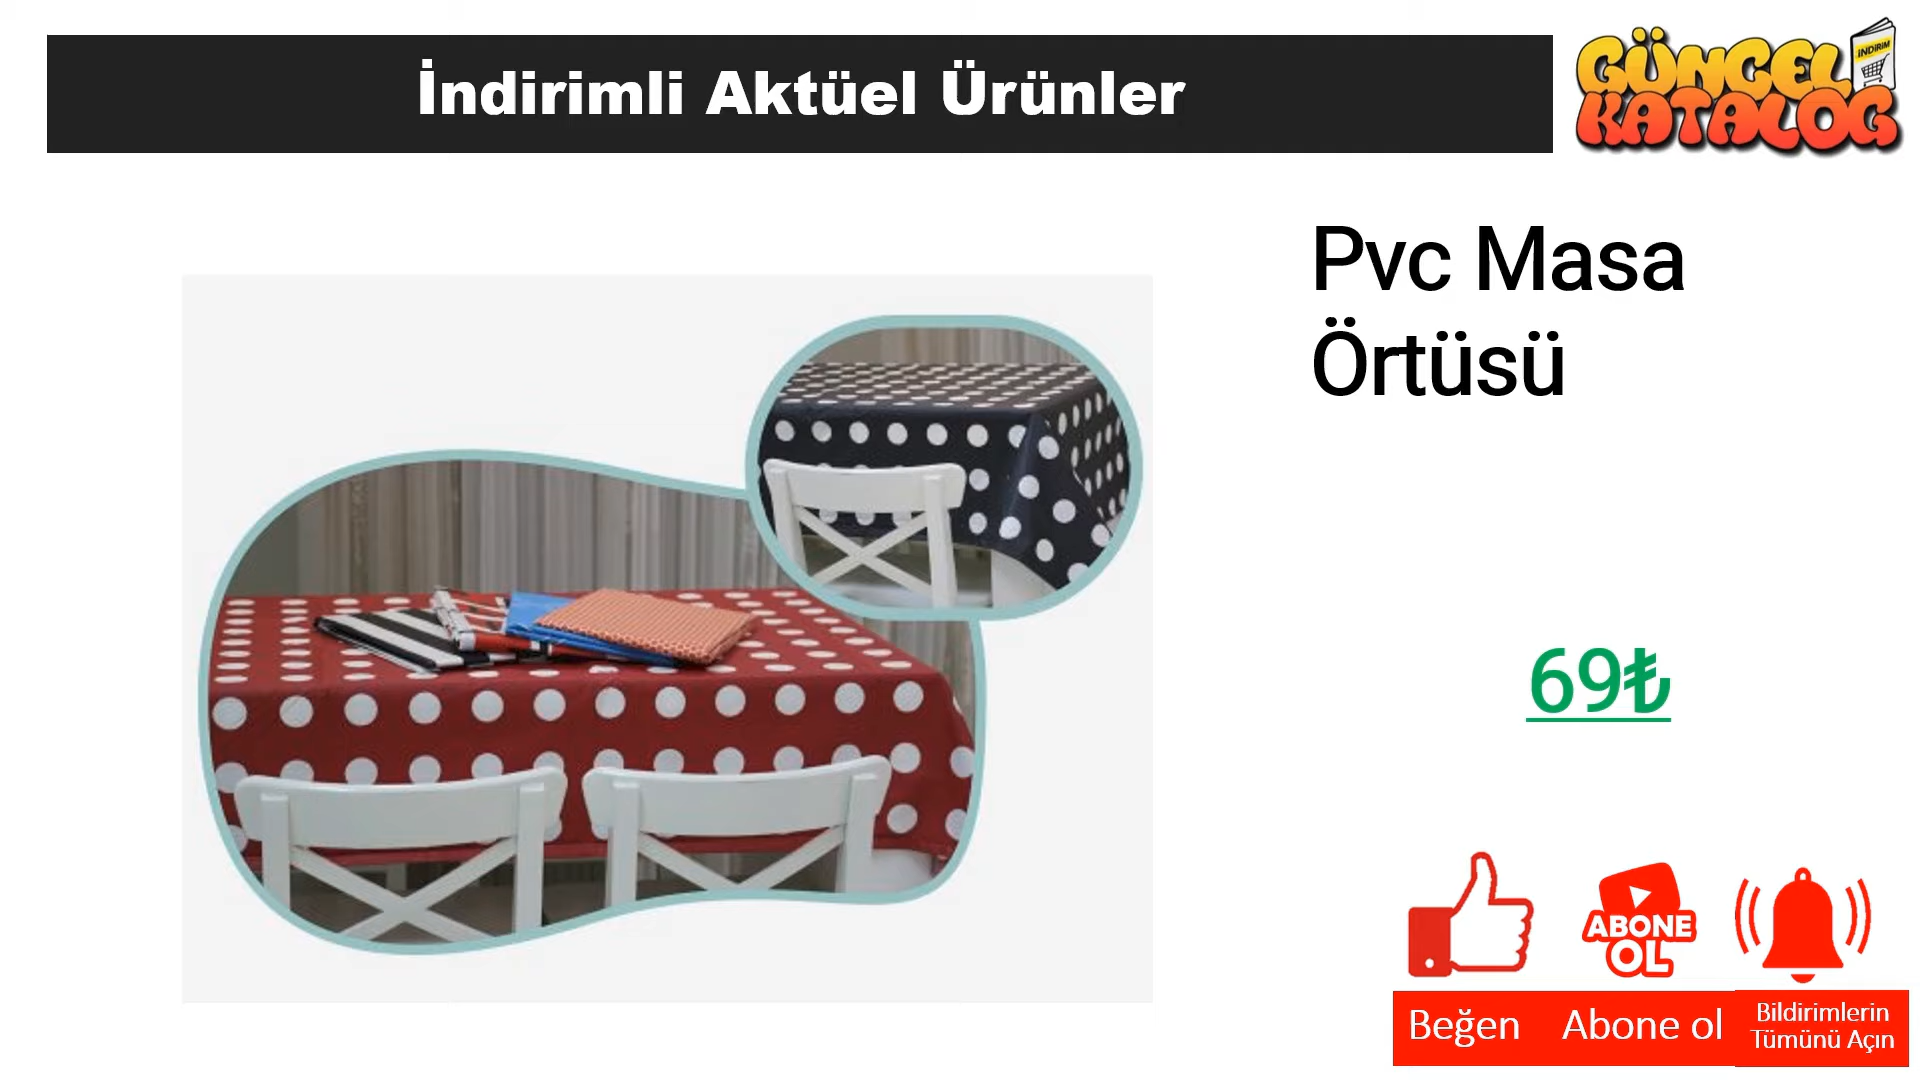 İndirimli Aktüel Ürünler
GÜNCEL
KATALOG
İNDİRİM
Pvc Masa
Örtüsü
69₺
ABONE
OL
Beğen
Abone ol
Bildirimlerin
Tümünü Açın